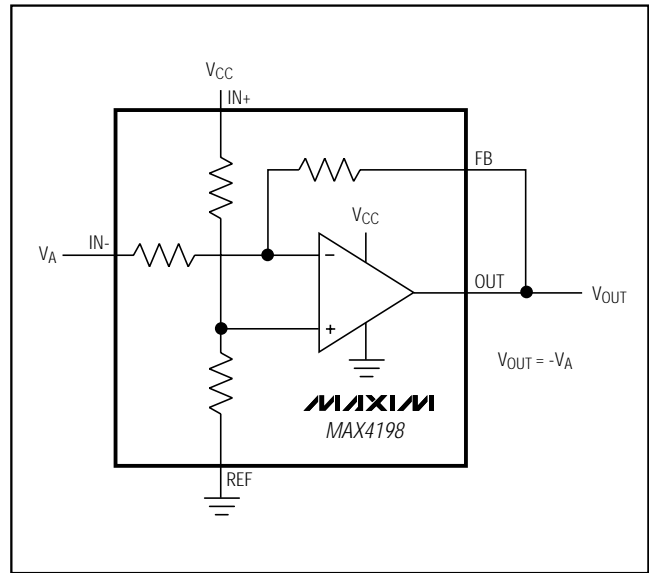 VCC
IN+
FB
VCC
VA
IN-
−
OUT
VOUT
+
VOUT = -VA
MAXIM
MAX4198
REF